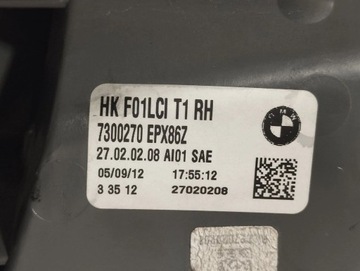 HK F01LCI T1 RH
7300270 EPX86Z
27.02.02.08 AI01 SAE
05/09/12 17:55:12
3 35 12 27020208